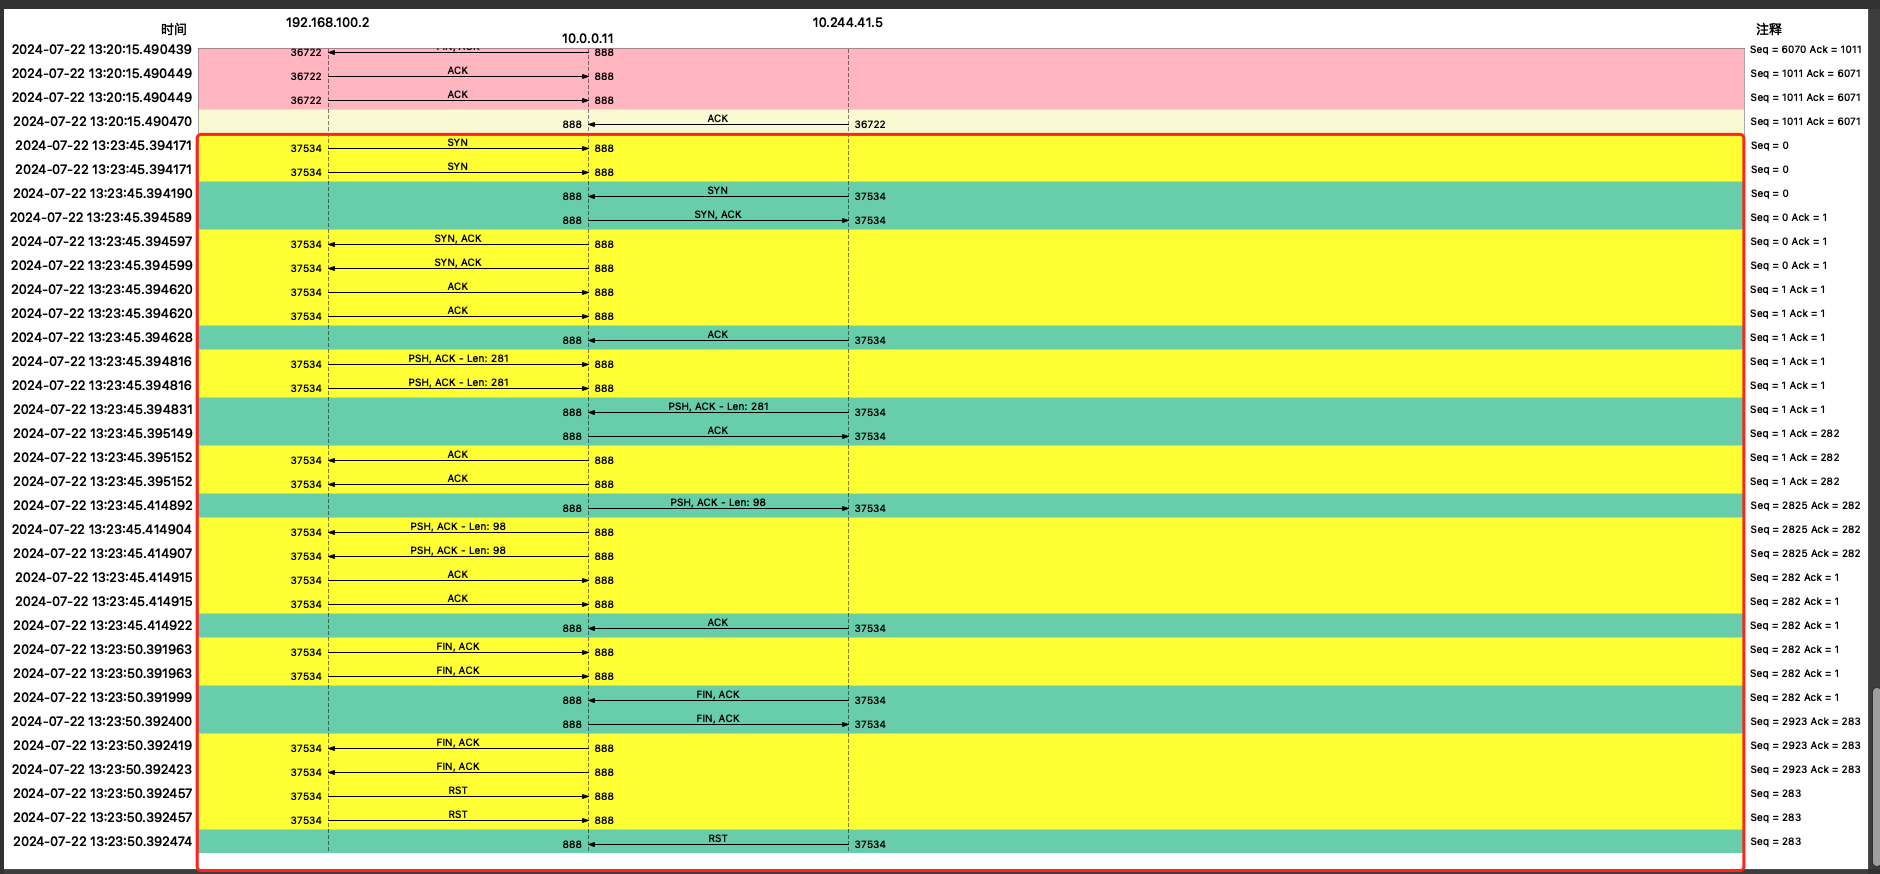 192.168.100.2 10.244.41.5
时间 10.0.0.11 注释
2024-07-22 13:20:15.490439 36722 FIN, ACK 888 Seq = 6070 Ack = 1011
2024-07-22 13:20:15.490449 36722 ACK 888 Seq = 1011 Ack = 6071
2024-07-22 13:20:15.490449 36722 ACK 888 Seq = 1011 Ack = 6071
2024-07-22 13:20:15.490470 888 ACK 36722 Seq = 1011 Ack = 6071
2024-07-22 13:23:45.394171 37534 SYN 888 Seq = 0
2024-07-22 13:23:45.394171 37534 SYN 888 Seq = 0
2024-07-22 13:23:45.394190 888 SYN 37534 Seq = 0
2024-07-22 13:23:45.394589 888 SYN, ACK 37534 Seq = 0 Ack = 1
2024-07-22 13:23:45.394597 37534 SYN, ACK 888 Seq = 0 Ack = 1
2024-07-22 13:23:45.394599 37534 SYN, ACK 888 Seq = 0 Ack = 1
2024-07-22 13:23:45.394620 37534 ACK 888 Seq = 1 Ack = 1
2024-07-22 13:23:45.394620 37534 ACK 888 Seq = 1 Ack = 1
2024-07-22 13:23:45.394628 888 ACK 37534 Seq = 1 Ack = 1
2024-07-22 13:23:45.394816 37534 PSH, ACK - Len: 281 888 Seq = 1 Ack = 1
2024-07-22 13:23:45.394816 37534 PSH, ACK - Len: 281 888 Seq = 1 Ack = 1
2024-07-22 13:23:45.394831 888 PSH, ACK - Len: 281 37534 Seq = 1 Ack = 1
2024-07-22 13:23:45.395149 888 ACK 37534 Seq = 1 Ack = 282
2024-07-22 13:23:45.395152 37534 ACK 888 Seq = 1 Ack = 282
2024-07-22 13:23:45.395152 37534 ACK 888 Seq = 1 Ack = 282
2024-07-22 13:23:45.414892 888 PSH, ACK - Len: 98 37534 Seq = 2825 Ack = 282
2024-07-22 13:23:45.414904 37534 PSH, ACK - Len: 98 888 Seq = 2825 Ack = 282
2024-07-22 13:23:45.414907 37534 PSH, ACK - Len: 98 888 Seq = 2825 Ack = 282
2024-07-22 13:23:45.414915 37534 ACK 888 Seq = 282 Ack = 1
2024-07-22 13:23:45.414915 37534 ACK 888 Seq = 282 Ack = 1
2024-07-22 13:23:45.414922 888 ACK 37534 Seq = 282 Ack = 1
2024-07-22 13:23:50.391963 37534 FIN, ACK 888 Seq = 282 Ack = 1
2024-07-22 13:23:50.391963 37534 FIN, ACK 888 Seq = 282 Ack = 1
2024-07-22 13:23:50.391999 888 FIN, ACK 37534 Seq = 282 Ack = 1
2024-07-22 13:23:50.392400 888 FIN, ACK 37534 Seq = 2923 Ack = 283
2024-07-22 13:23:50.392419 37534 FIN, ACK 888 Seq = 2923 Ack = 283
2024-07-22 13:23:50.392423 37534 FIN, ACK 888 Seq = 2923 Ack = 283
2024-07-22 13:23:50.392457 37534 RST 888 Seq = 283
2024-07-22 13:23:50.392457 37534 RST 888 Seq = 283
2024-07-22 13:23:50.392474 888 RST 37534 Seq = 283